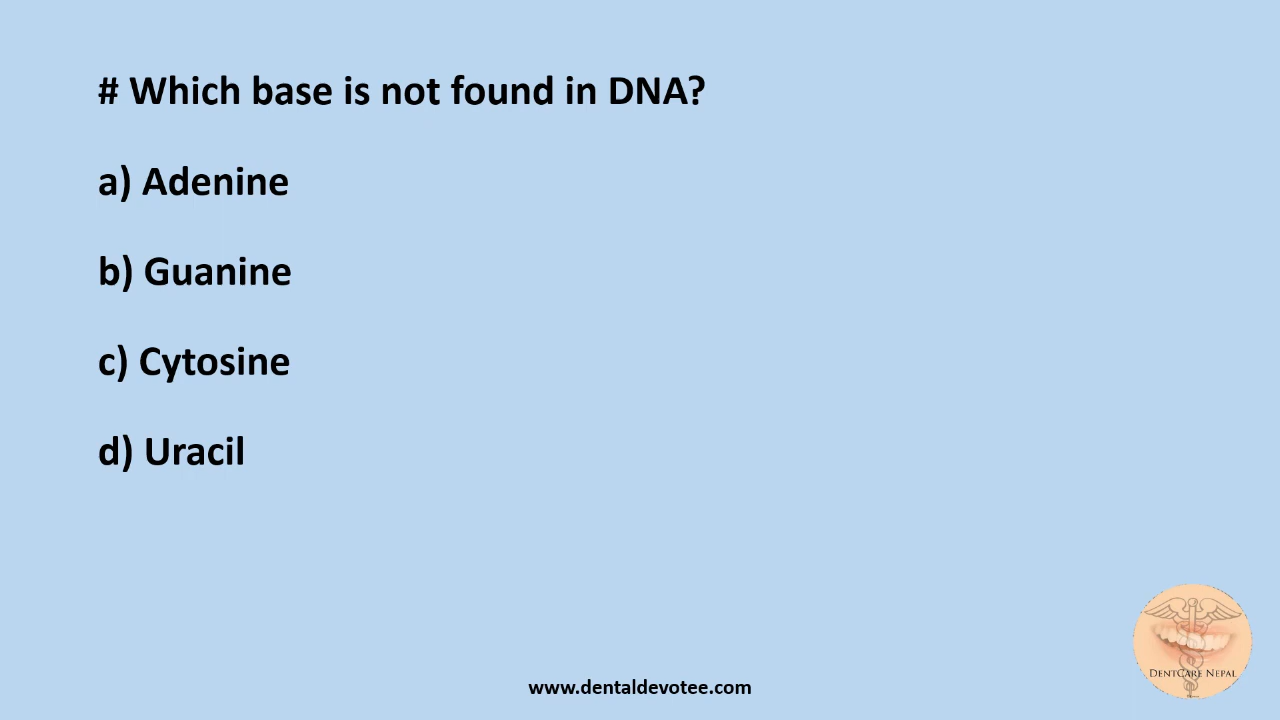 # Which base is not found in DNA?
a) Adenine
b) Guanine
c) Cytosine
d) Uracil
DentCare Nepal
www.dentaldevotee.com